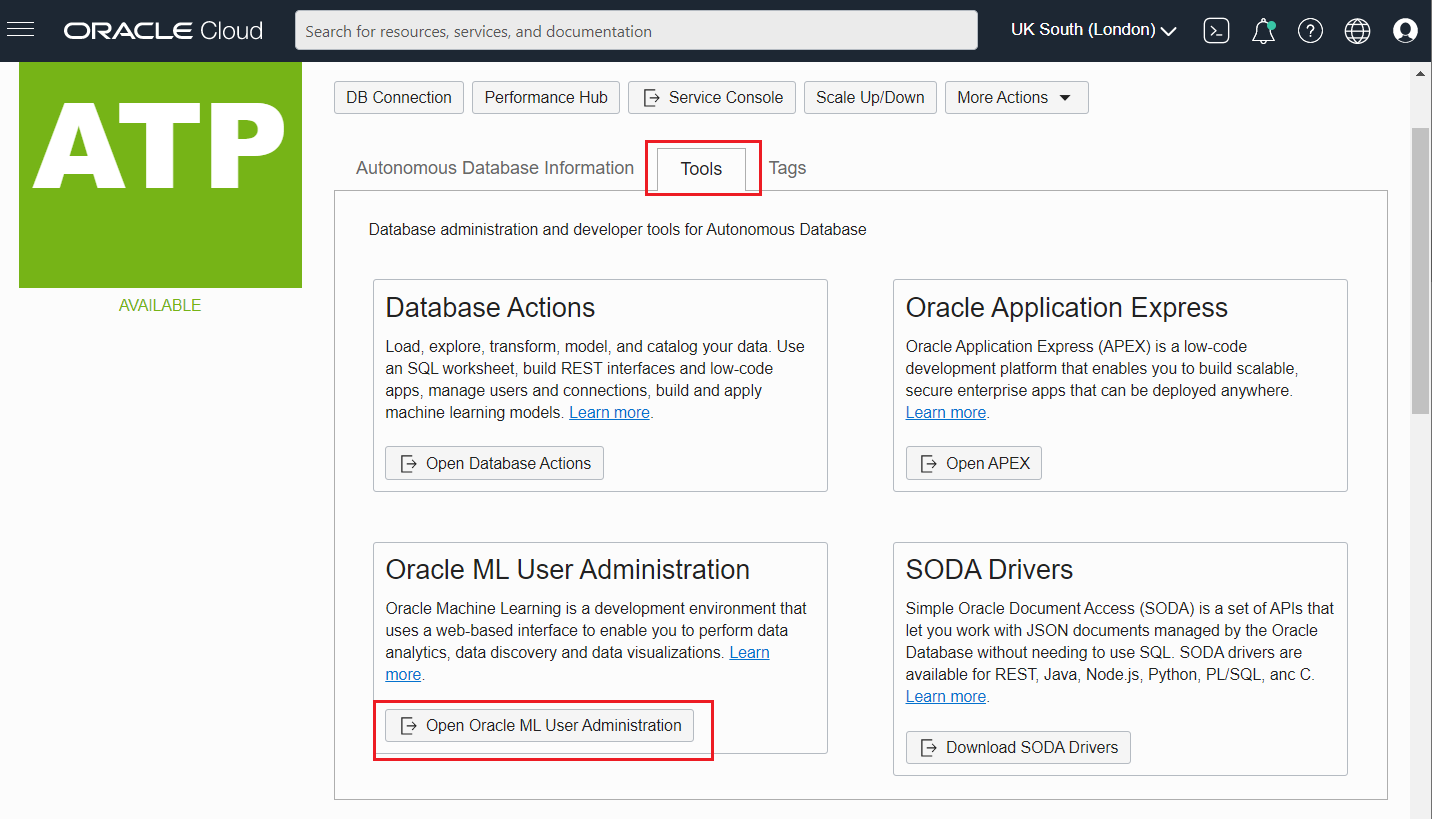 ORACLE Cloud
Search for resources, services, and documentation
UK South (London)
ATP
AVAILABLE
DB Connection
Performance Hub
Service Console
Scale Up/Down
More Actions
Autonomous Database Information
Tools
Tags
Database administration and developer tools for Autonomous Database
Database Actions
Load, explore, transform, model, and catalog your data. Use
an SQL worksheet, build REST interfaces and low-code
apps, manage users and connections, build and apply
machine learning models. Learn more.
Open Database Actions
Oracle Application Express
Oracle Application Express (APEX) is a low-code
development platform that enables you to build scalable,
secure enterprise apps that can be deployed anywhere.
Learn more.
Open APEX
Oracle ML User Administration
Oracle Machine Learning is a development environment that
uses a web-based interface to enable you to perform data
analytics, data discovery and data visualizations. Learn
more.
Open Oracle ML User Administration
SODA Drivers
Simple Oracle Document Access (SODA) is a set of APIs that
let you work with JSON documents managed by the Oracle
Database without needing to use SQL. SODA drivers are
available for REST, Java, Node.js, Python, PL/SQL, anc C.
Learn more.
Download SODA Drivers